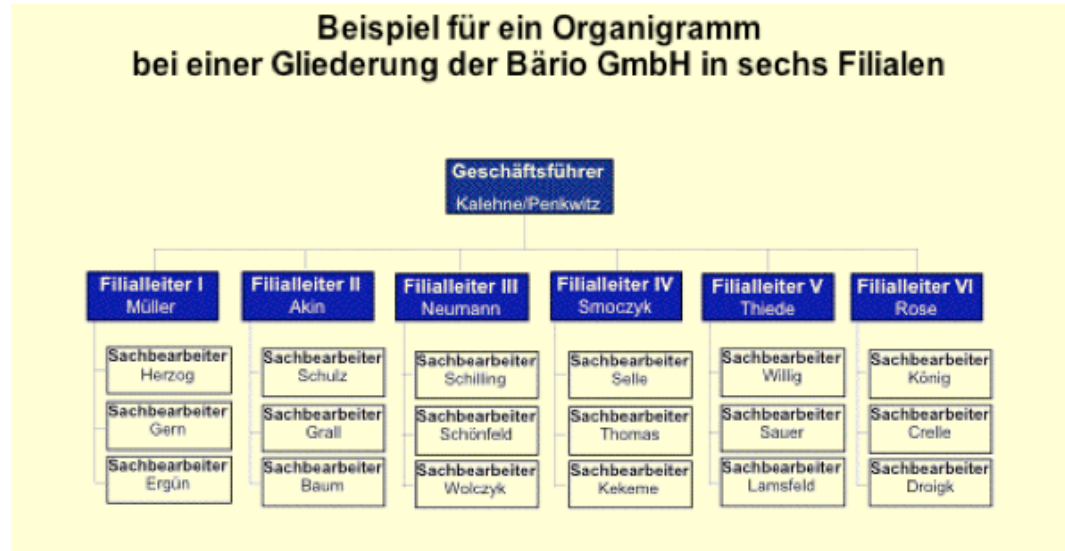 Beispiel für ein Organigramm
bei einer Gliederung der Bärio GmbH in sechs Filialen
Geschäftsführer
Kalehne/Penkwitz
Filialleiter I
Müller
Filialleiter II
Akin
Filialleiter III
Neumann
Filialleiter IV
Smoczyk
Filialleiter V
Thiede
Filialleiter VI
Rose
Sachbearbeiter
Herzog
Sachbearbeiter
Gern
Sachbearbeiter
Ergün
Sachbearbeiter
Schulz
Sachbearbeiter
Grall
Sachbearbeiter
Baum
Sachbearbeiter
Schilling
Sachbearbeiter
Schönfeld
Sachbearbeiter
Wolczyk
Sachbearbeiter
Selle
Sachbearbeiter
Thomas
Sachbearbeiter
Kekeme
Sachbearbeiter
Willig
Sachbearbeiter
Sauer
Sachbearbeiter
Lamsfeld
Sachbearbeiter
König
Sachbearbeiter
Crelle
Sachbearbeiter
Droigk